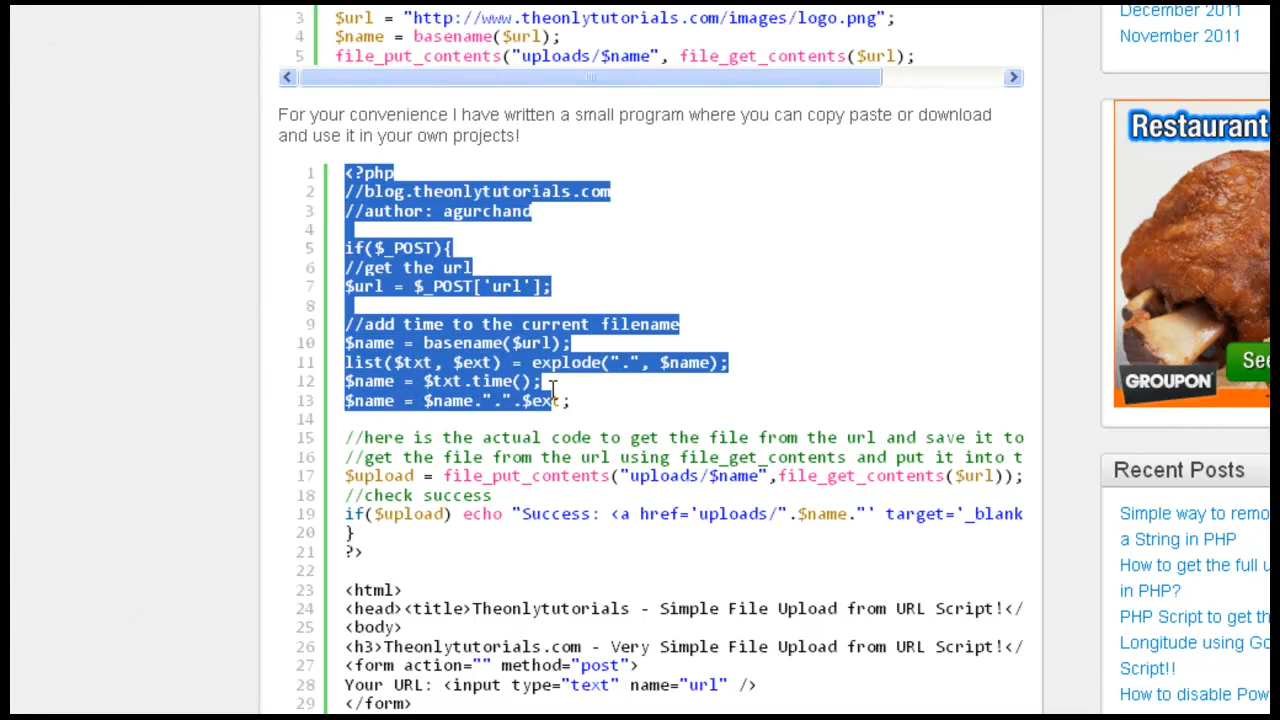 3 $url = "http://www.theonlytutorials.com/images/logo.png";
4 $name = basename($url);
5 file_put_contents("uploads/$name", file_get_contents($url);
For your convenience I have written a small program where you can copy paste or download
and use it in your own projects!
1 <?php
2 //blog.theonlytutorials.com
3 //author: agurchand
4
5 if($_POST){
6 //get the url
7 $url = $_POST['url'];
8
9 //add time to the current filename
10 $name = basename($url);
11 list($txt, $ext) = explode(".", $name);
12 $name = $txt.time();
13 $name = $name.".".$ext;
14
15 //here is the actual code to get the file from the url and save it to
16 //get the file from the url using file_get_contents and put it into t
17 $upload = file_put_contents("uploads/$name",file_get_contents($url));
18 //check success
19 if($upload) echo "Success: <a href='uploads/".$name."' target='_blank
20 }
21 ?>
22
23 <html>
24 <head><title>Theonlytutorials - Simple File Upload from URL Script!</
25 <body>
26 <h3>Theonlytutorials.com - Very Simple File Upload from URL Script!</
27 <form action="" method="post">
28 Your URL: <input type="text" name="url" />
29 </form>
December 2011
November 2011
Restaurant
GROUPON
See
Recent Posts
Simple way to remo
a String in PHP
How to get the full u
in PHP?
PHP Script to get th
Longitude using Go
Script!!
How to disable Pow